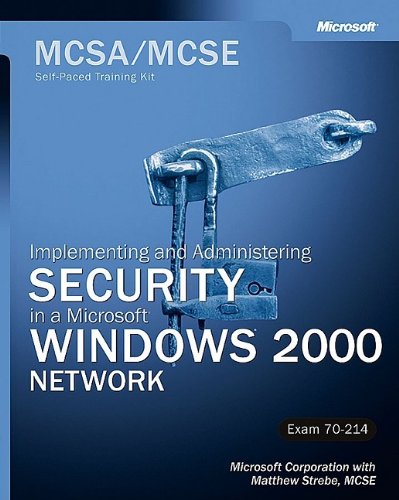 Microsoft®
MCSA/MCSE
Self-Paced Training Kit
Implementing and Administering
SECURITY
in a Microsoft®
WINDOWS® 2000
NETWORK
Exam 70-214
Microsoft Corporation with
Matthew Strebe, MCSE